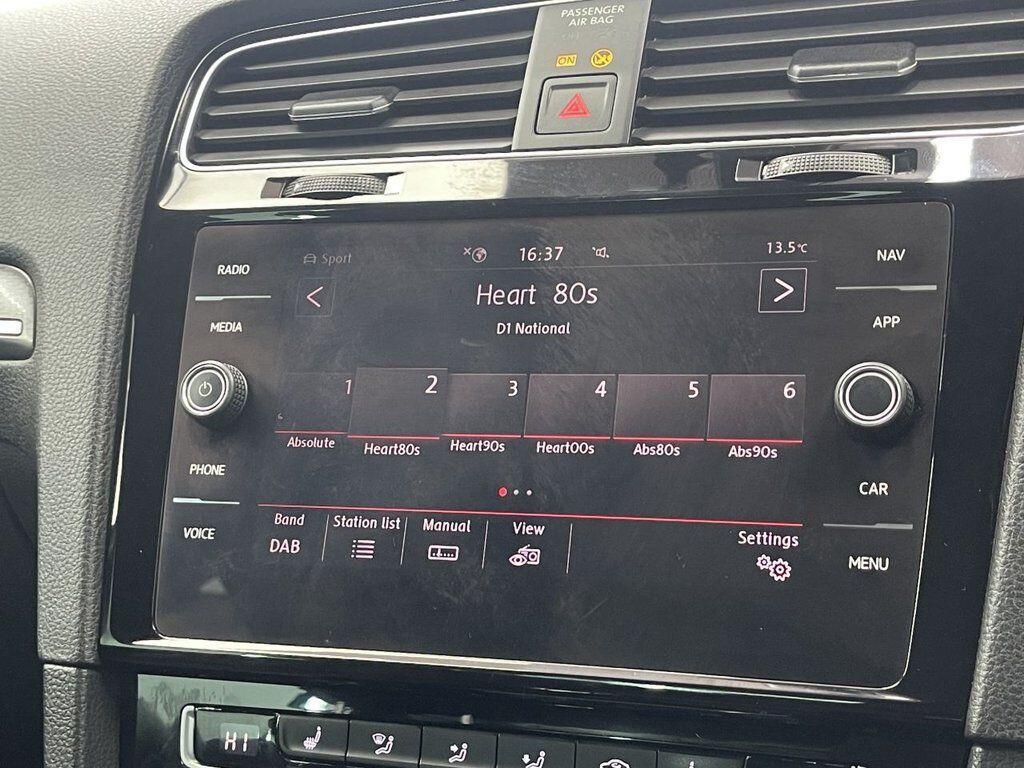 PASSENGER
AIR BAG
ON
Sport
16:37
13.5°C
RADIO
NAV
Heart 80s
D1 National
MEDIA
APP
1
2
3
4
5
6
Absolute
Heart80s
Heart90s
Heart00s
Abs80s
Abs90s
PHONE
CAR
VOICE
MENU
Band
DAB
Station list
Manual
View
Settings
HI